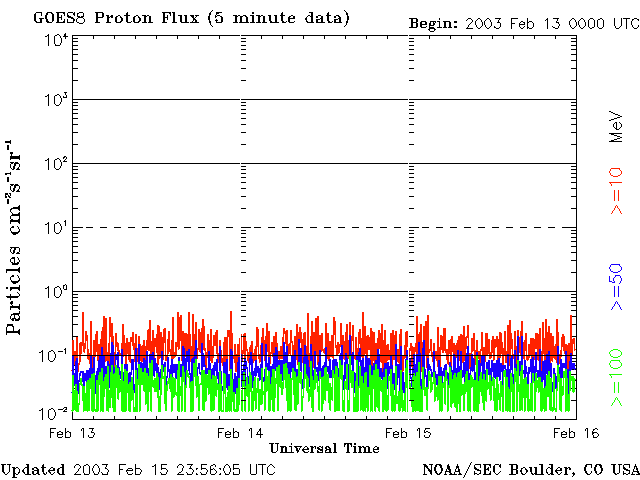 GOES8 Proton Flux (5 minute data)
Begin: 2003 Feb 13 0000 UTC
10⁴
10³
10²
10¹
10⁰
10⁻¹
10⁻²
Particles cm⁻²s⁻¹sr⁻¹
MeV
>=10
>=50
>=100
Feb 13 Feb 14 Feb 15 Feb 16
Universal Time
Updated 2003 Feb 15 23:56:05 UTC
NOAA/SEC Boulder, CO USA